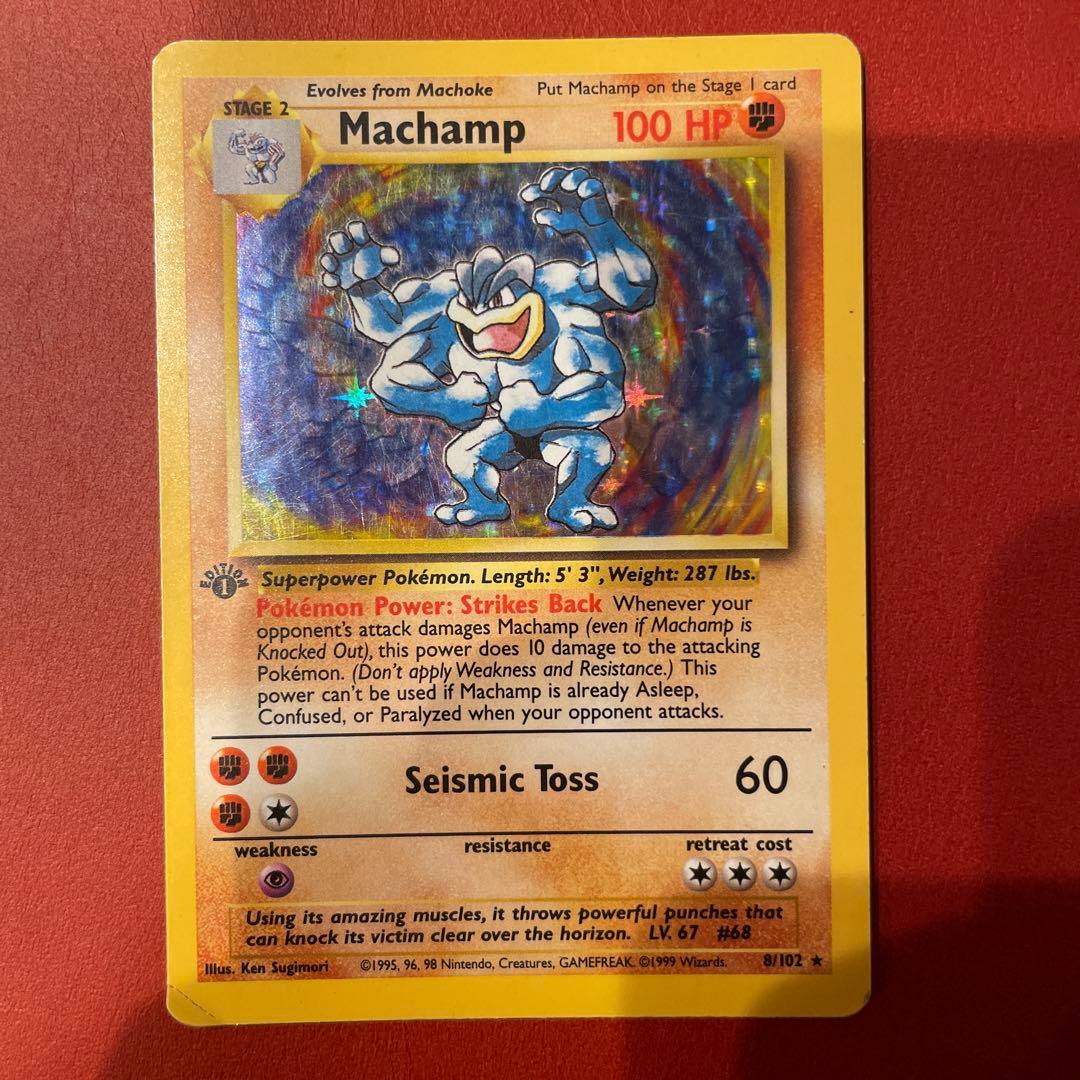 Evolves from Machoke Put Machamp on the Stage 1 card
STAGE 2
Machamp 100 HP
EDITION
1
Superpower Pokémon. Length: 5' 3", Weight: 287 lbs.
Pokémon Power: Strikes Back Whenever your
opponent's attack damages Machamp (even if Machamp is
Knocked Out), this power does 10 damage to the attacking
Pokémon. (Don't apply Weakness and Resistance.) This
power can't be used if Machamp is already Asleep,
Confused, or Paralyzed when your opponent attacks.
Seismic Toss 60
weakness resistance retreat cost
Using its amazing muscles, it throws powerful punches that
can knock its victim clear over the horizon. LV. 67 #68
Illus. Ken Sugimori ©1995, 96, 98 Nintendo, Creatures, GAMEFREAK. ©1999 Wizards. 8/102 ★